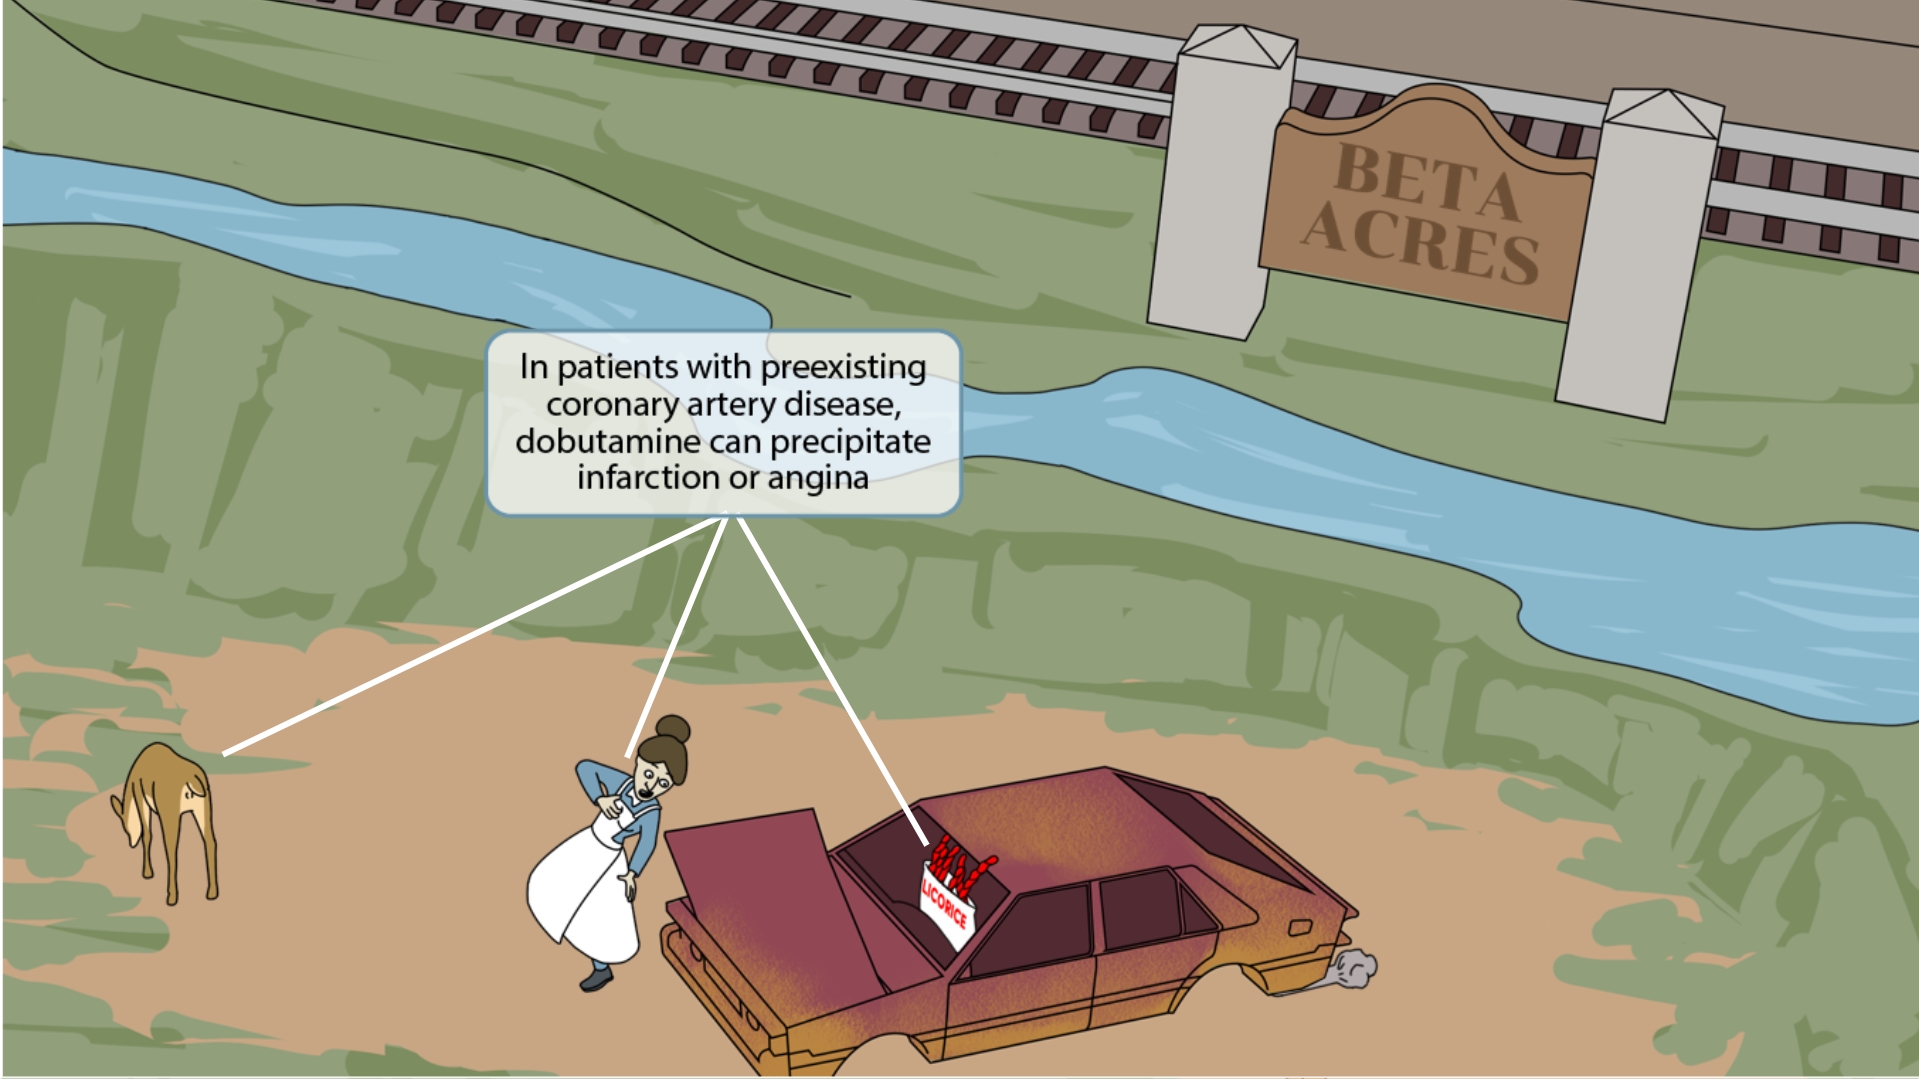 BETA
ACRES
In patients with preexisting
coronary artery disease,
dobutamine can precipitate
infarction or angina
LICORICE